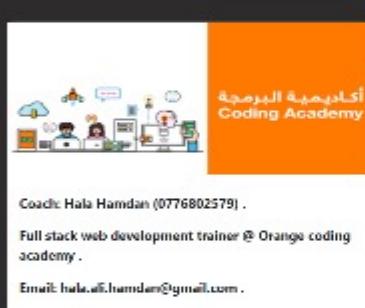 أكاديمية البرمجة
Coding Academy
Coach: Hala Hamdan (0776802579) .
Full stack web development trainer @ Orange coding
academy .
Email: hala.ali.hamdan@gmail.com .